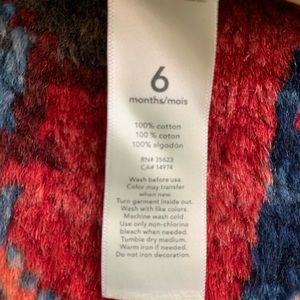 6
months/mois
100% cotton
100 % coton
100% algodón
RN# 35623
CA# 14974
Wash before use.
Color may transfer
when new.
Turn garment inside out.
Wash with like colors.
Machine wash cold.
Use only non-chlorine
bleach when needed.
Tumble dry medium.
Warm iron if needed.
Do not iron decoration.